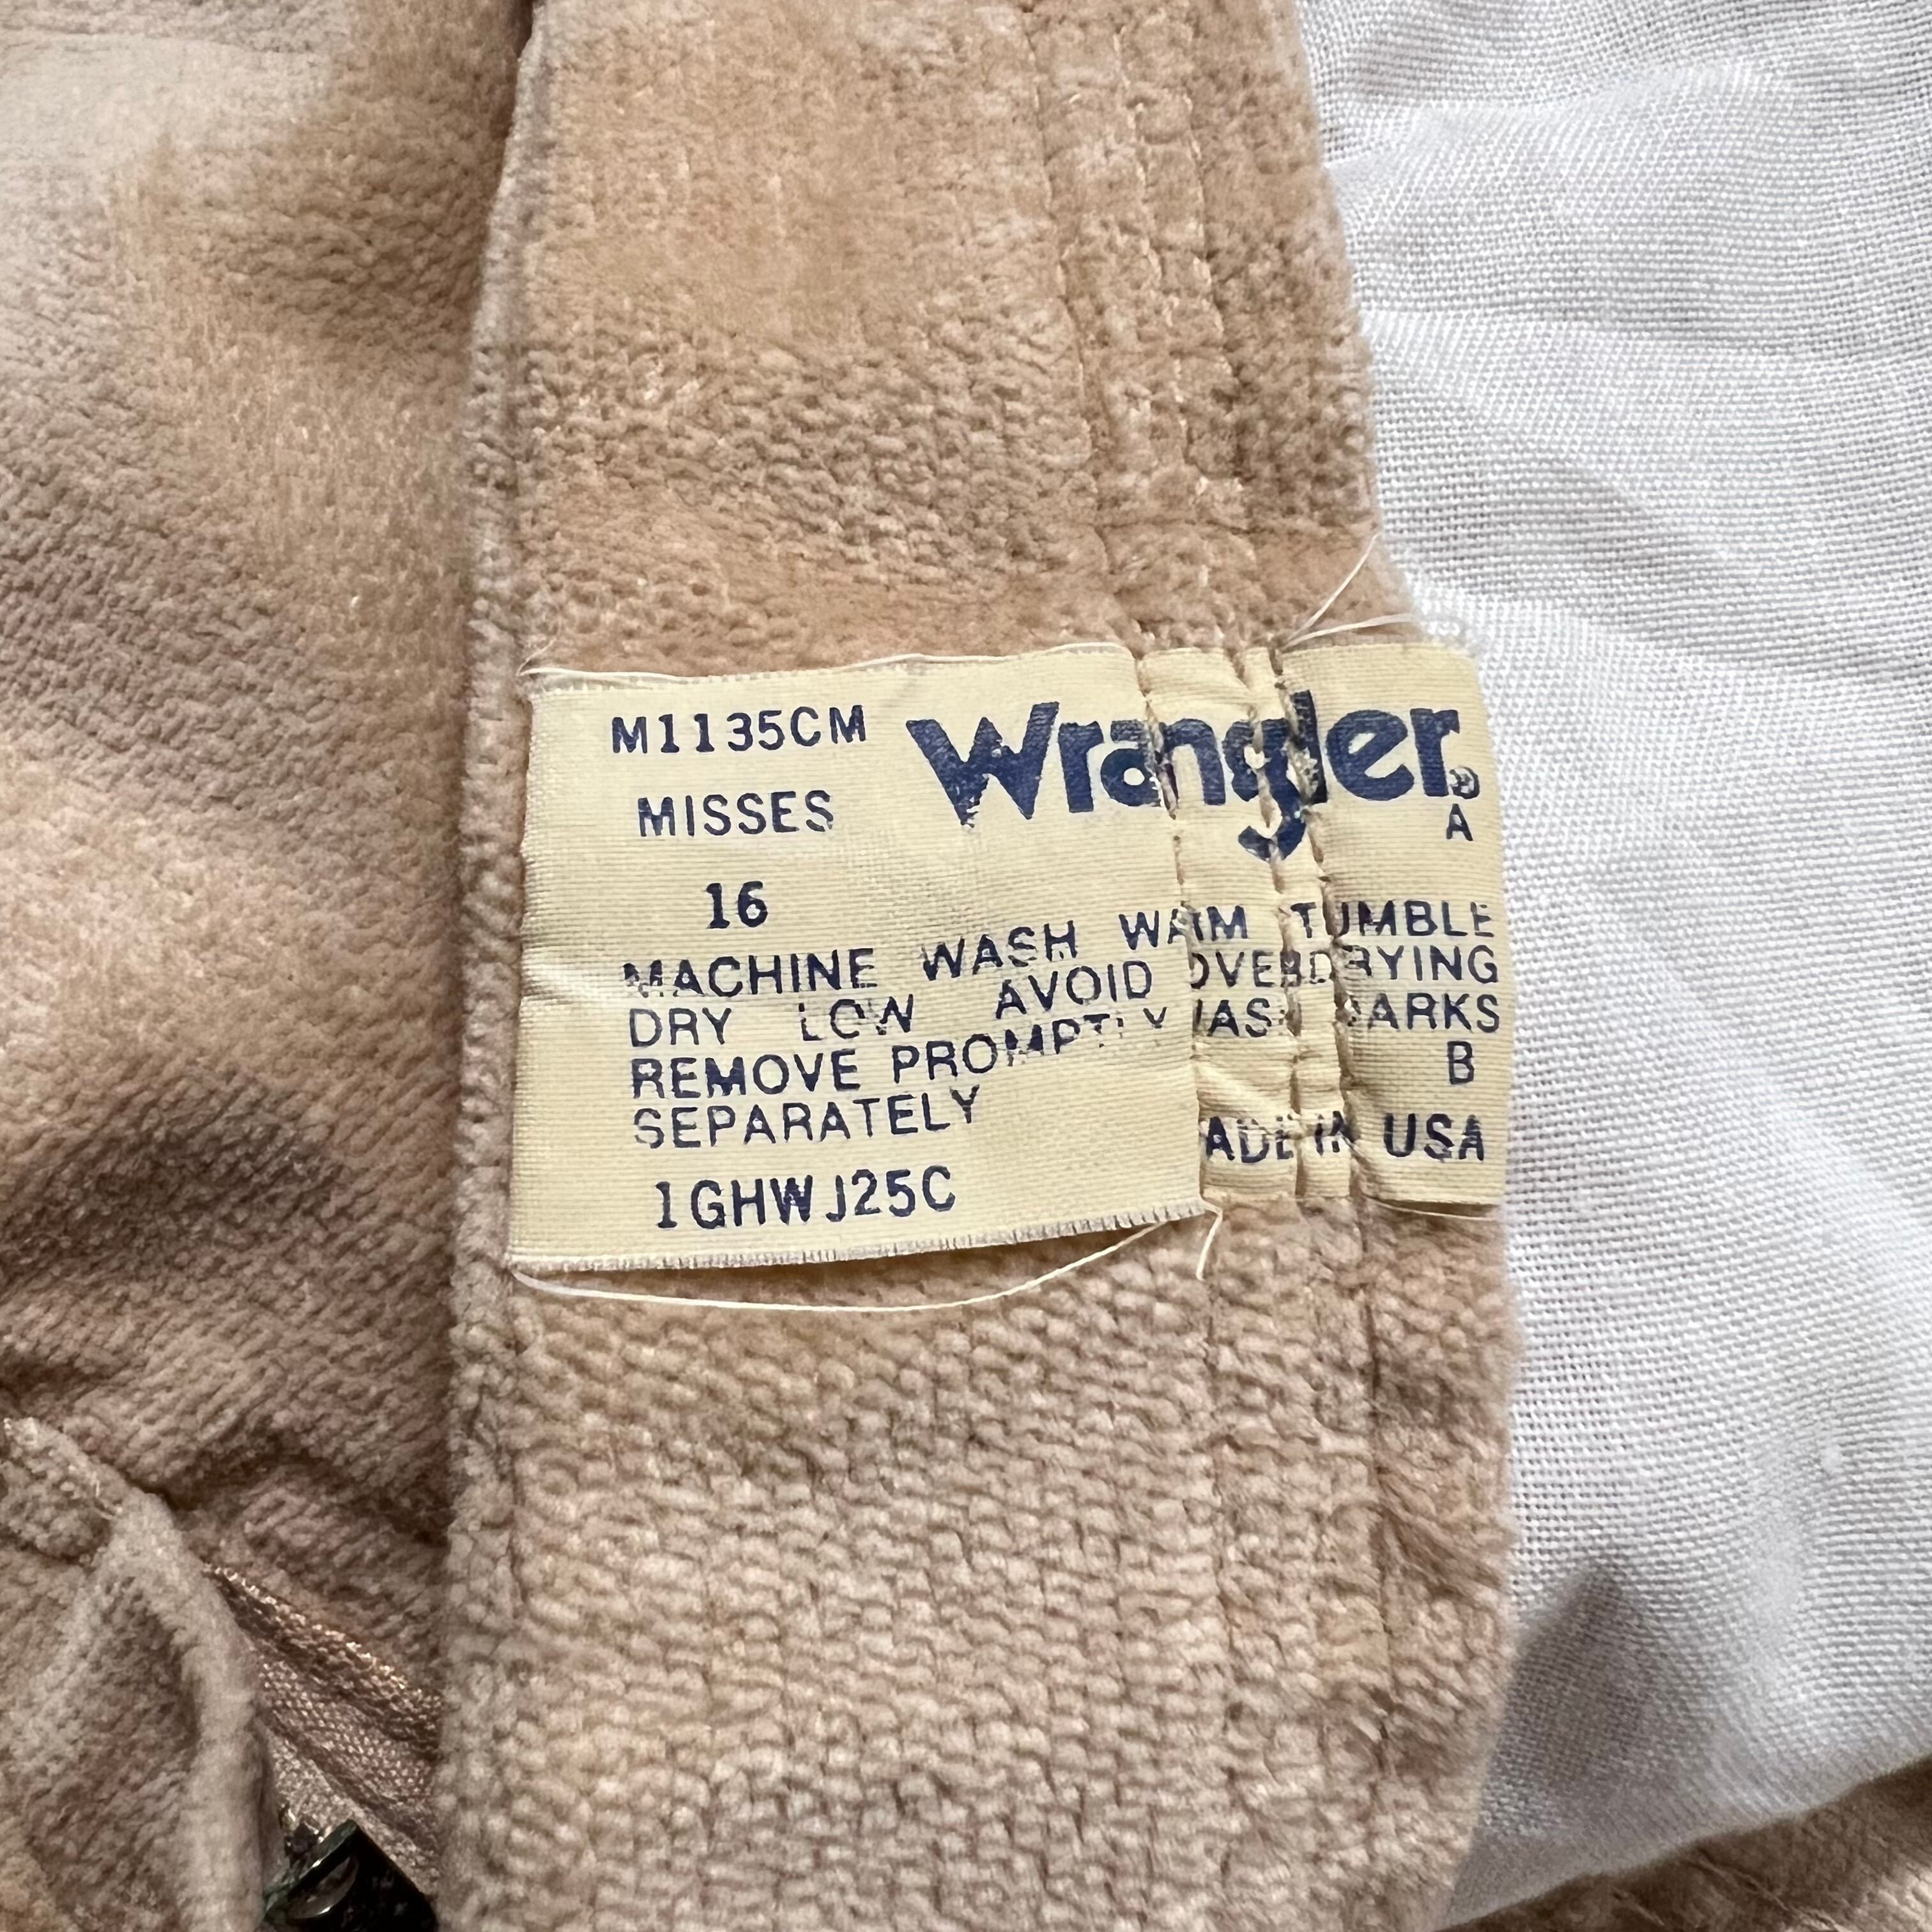 M1135CM Wrangler®
MISSES A
16
MACHINE WASH WARM TUMBLE
DRY LOW AVOID OVERDRYING
REMOVE PROMPTLY WASH DARKS
SEPARATELY B
MADE IN USA
1GHWJ25C